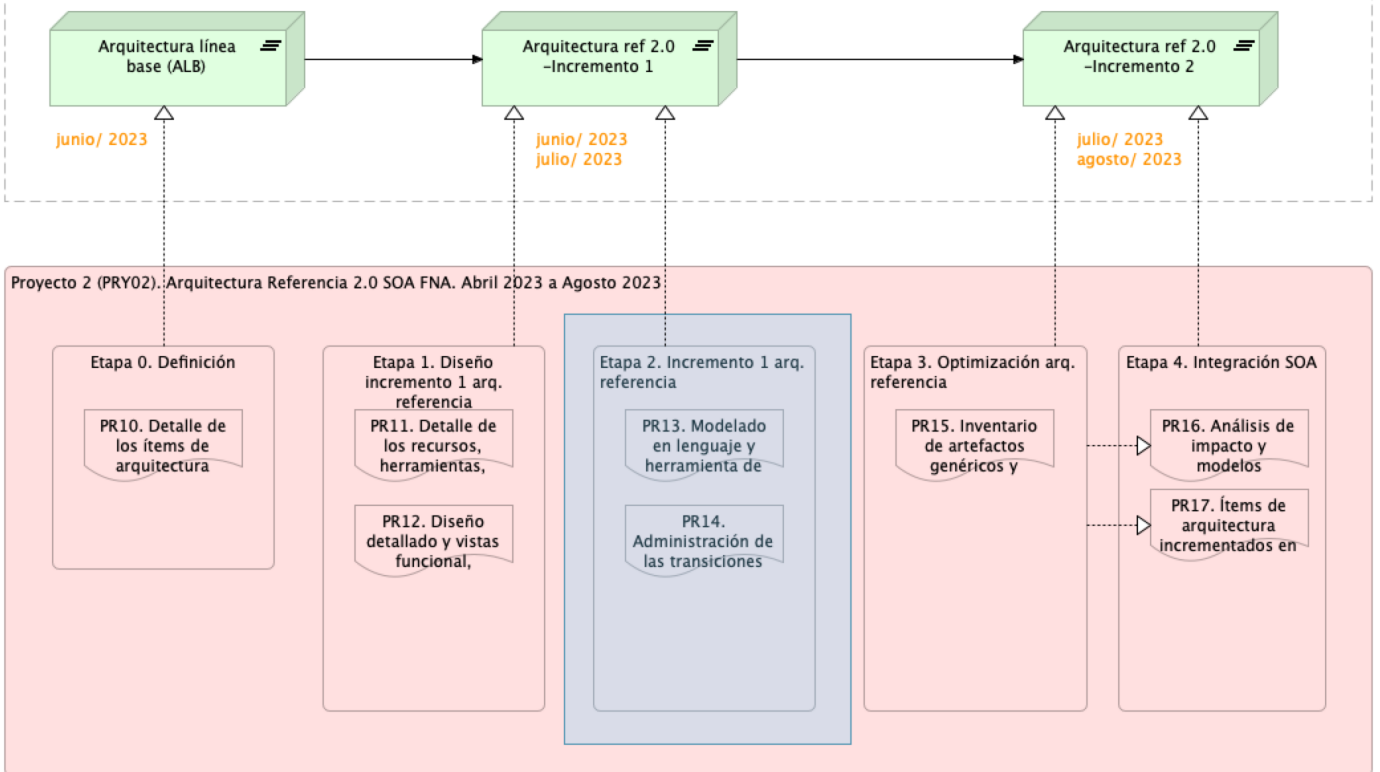 Arquitectura línea
base (ALB)
Arquitectura ref 2.0
-Incremento 1
Arquitectura ref 2.0
-Incremento 2
junio/ 2023
junio/ 2023
julio/ 2023
julio/ 2023
agosto/ 2023
Proyecto 2 (PRY02). Arquitectura Referencia 2.0 SOA FNA. Abril 2023 a Agosto 2023
Etapa 0. Definición
PR10. Detalle de
los ítems de
arquitectura
Etapa 1. Diseño
incremento 1 arq.
referencia
PR11. Detalle de
los recursos,
herramientas,
PR12. Diseño
detallado y vistas
funcional,
Etapa 2. Incremento 1 arq.
referencia
PR13. Modelado
en lenguaje y
herramienta de
PR14.
Administración de
las transiciones
Etapa 3. Optimización arq.
referencia
PR15. Inventario
de artefactos
genéricos y
Etapa 4. Integración SOA
PR16. Análisis de
impacto y
modelos
PR17. Ítems de
arquitectura
incrementados en